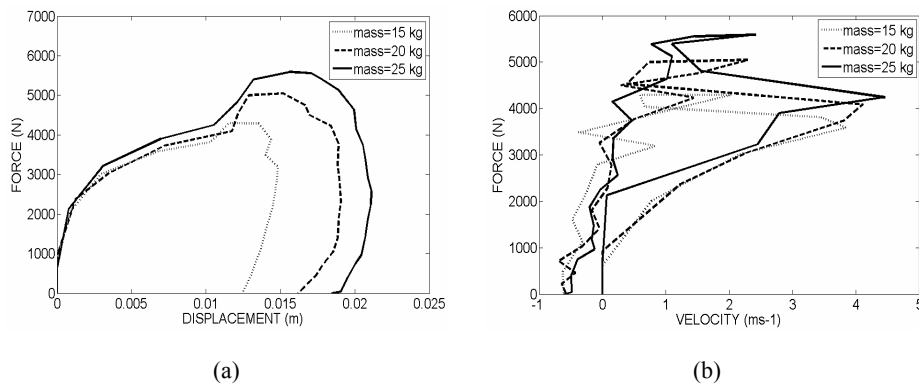 7000
6000
5000
4000
3000
2000
1000
0
FORCE (N)
mass=15 kg
mass=20 kg
mass=25 kg
0 0.005 0.01 0.015 0.02 0.025
DISPLACEMENT (m)
(a)
6000
5000
4000
3000
2000
1000
0
FORCE (N)
mass=15 kg
mass=20 kg
mass=25 kg
-1 0 1 2 3 4 5
VELOCITY (ms-1)
(b)